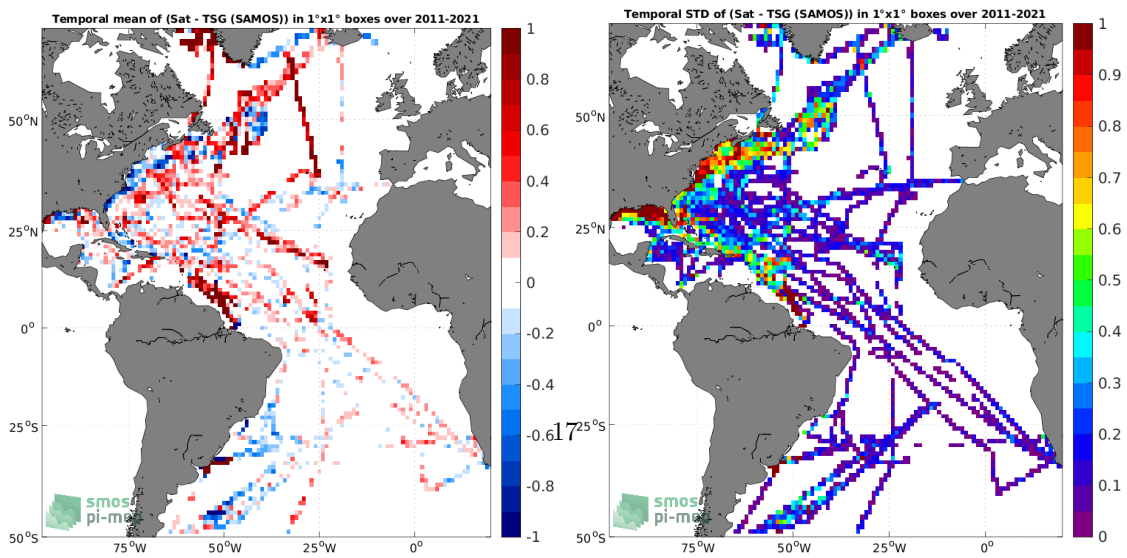 Temporal mean of (Sat - TSG (SAMOS)) in 1°x1° boxes over 2011-2021
50°N
25°N
0°
25°S
50°S
75°W
50°W
25°W
0°
1
0.8
0.6
0.4
0.2
0
-0.2
-0.4
-0.6
-0.8
-1
smos
pi-mep
17
Temporal STD of (Sat - TSG (SAMOS)) in 1°x1° boxes over 2011-2021
50°N
25°N
0°
25°S
50°S
75°W
50°W
25°W
0°
1
0.9
0.8
0.7
0.6
0.5
0.4
0.3
0.2
0.1
0
smos
pi-mep